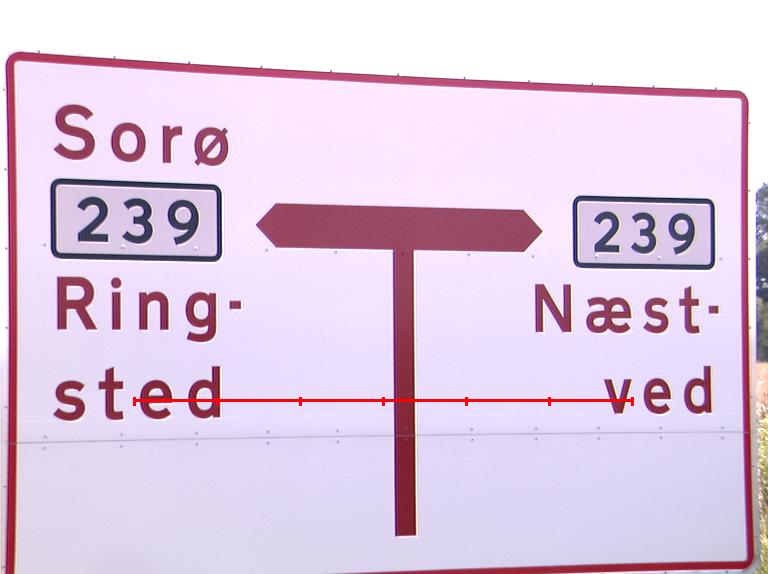 Sorø
239
Ring-
sted
239
Næst-
ved